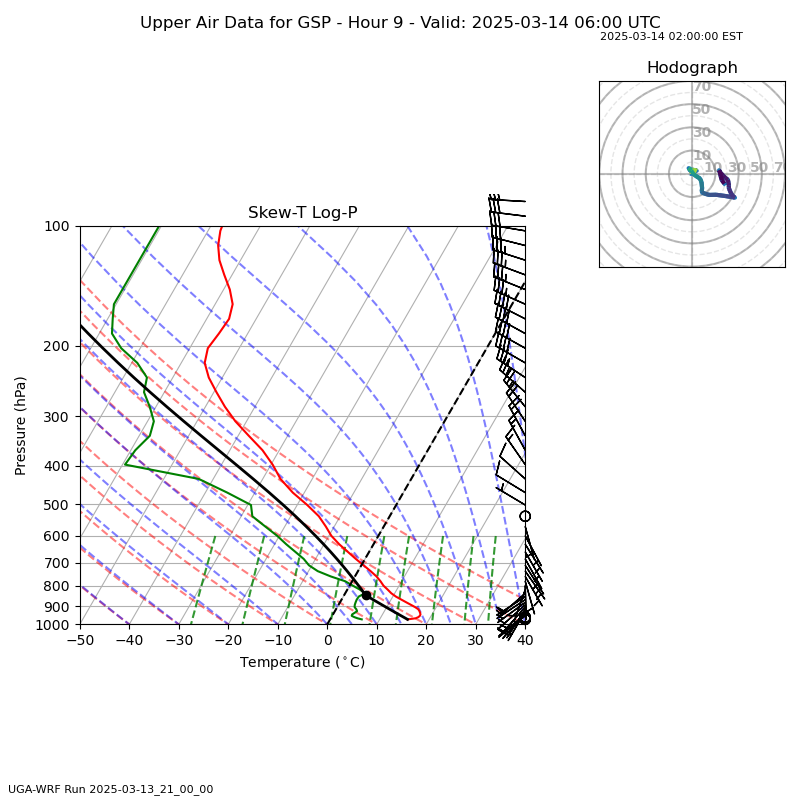 Upper Air Data for GSP - Hour 9 - Valid: 2025-03-14 06:00 UTC
2025-03-14 02:00:00 EST
Hodograph
70
50
30
10
10 30 50 7
Skew-T Log-P
100
200
300
400
500
600
700
800
900
1000
Pressure (hPa)
−50 −40 −30 −20 −10 0 10 20 30 40
Temperature (°C)
UGA-WRF Run 2025-03-13_21_00_00